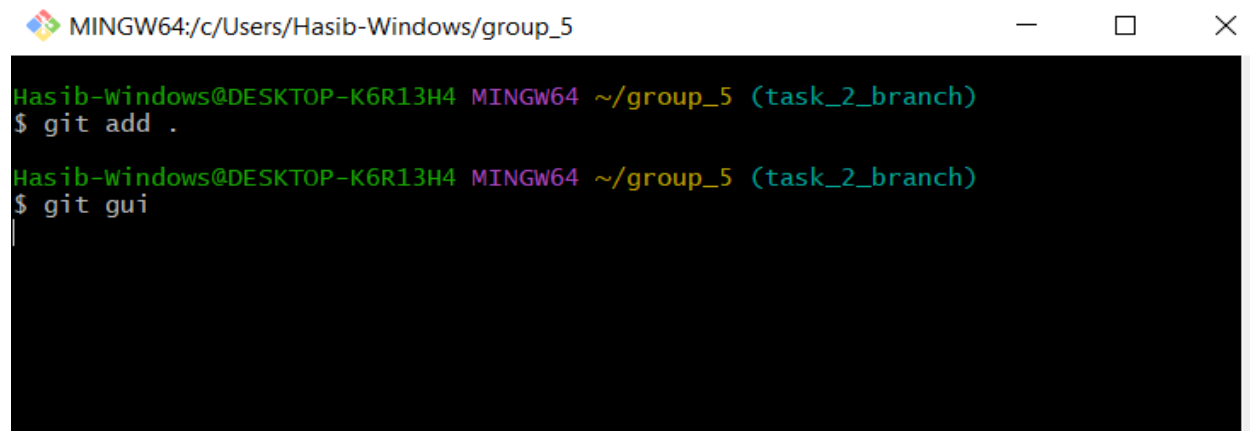 MINGW64:/c/Users/Hasib-Windows/group_5
Hasib-Windows@DESKTOP-K6R13H4 MINGW64 ~/group_5 (task_2_branch)
$ git add .
Hasib-Windows@DESKTOP-K6R13H4 MINGW64 ~/group_5 (task_2_branch)
$ git gui